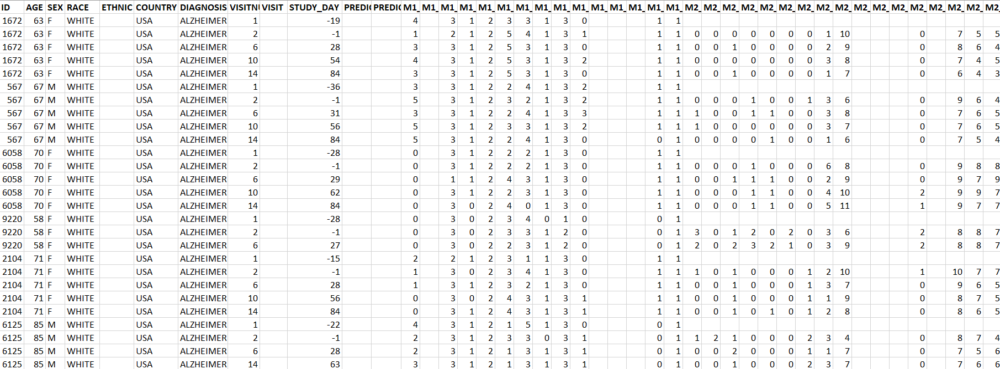 ID AGE SEX RACE ETHNIC COUNTRY DIAGNOSIS VISITNU VISIT STUDY_DAY PREDIC PREDIC M1_ M1_ M1_ M1_ M1_ M1_ M1_ M1_ M1_ M1_ M1_ M1_ M1_ M1_ M1_ M2_ M2_ M2_ M2_ M2_ M2_ M2_ M2_ M2_ M2_ M2_ M2_ M2_ M2_ M2_ M2_ M2_
1672 63 F WHITE USA ALZHEIMER 1 -19 4 3 1 2 3 3 1 3 0 1 1
1672 63 F WHITE USA ALZHEIMER 2 -1 1 2 1 2 5 4 1 3 1 1 1 0 0 0 0 0 0 0 1 10 0 7 5 5
1672 63 F WHITE USA ALZHEIMER 6 28 3 3 1 2 5 3 1 3 0 1 1 0 0 1 0 0 0 0 2 9 0 8 6 4
1672 63 F WHITE USA ALZHEIMER 10 54 4 3 1 2 5 3 1 3 2 1 1 0 0 0 0 0 0 0 3 8 0 7 4 5
1672 63 F WHITE USA ALZHEIMER 14 84 3 3 1 2 5 3 1 3 0 1 1 0 0 1 0 0 0 0 1 7 0 6 4 3
567 67 M WHITE USA ALZHEIMER 1 -36 3 3 1 2 2 4 1 3 2 1 1
567 67 M WHITE USA ALZHEIMER 2 -1 5 3 1 2 3 2 1 3 2 1 1 0 0 0 1 0 0 1 3 6 0 9 6 4
567 67 M WHITE USA ALZHEIMER 6 31 3 3 1 2 2 4 1 3 3 1 1 1 0 0 1 1 0 0 3 8 0 7 6 5
567 67 M WHITE USA ALZHEIMER 10 56 5 3 1 2 3 3 1 3 2 1 1 1 0 0 0 0 0 0 3 7 0 7 6 5
567 67 M WHITE USA ALZHEIMER 14 84 5 3 1 2 2 4 1 3 0 0 1 0 0 0 0 1 0 0 1 6 0 7 5 4
6058 70 F WHITE USA ALZHEIMER 1 -28 0 3 1 2 2 2 1 3 0 1 1
6058 70 F WHITE USA ALZHEIMER 2 -1 0 3 1 2 2 2 1 3 0 1 1 0 0 0 1 0 0 0 6 8 0 9 8 8
6058 70 F WHITE USA ALZHEIMER 6 29 0 1 1 2 4 3 1 3 0 1 1 0 0 1 1 1 0 0 2 9 0 9 7 9
6058 70 F WHITE USA ALZHEIMER 10 62 0 3 1 2 2 3 1 3 0 1 1 0 0 0 1 1 0 0 4 10 2 9 9 7
6058 70 F WHITE USA ALZHEIMER 14 84 0 3 0 2 4 0 1 3 0 1 1 0 0 0 1 1 0 0 5 11 1 9 7 7
9220 58 F WHITE USA ALZHEIMER 1 -28 0 3 0 2 3 4 0 1 0 0 1
9220 58 F WHITE USA ALZHEIMER 2 -1 0 3 0 2 3 3 1 2 0 0 1 3 0 1 2 0 2 0 3 6 2 8 8 7
9220 58 F WHITE USA ALZHEIMER 6 27 0 3 0 2 2 3 1 2 0 0 1 2 0 2 3 2 1 0 3 9 2 8 8 7
2104 71 F WHITE USA ALZHEIMER 1 -15 2 2 1 2 3 1 1 3 0 1 1
2104 71 F WHITE USA ALZHEIMER 2 -1 1 3 0 2 3 4 1 3 0 1 1 1 0 1 0 0 0 1 2 10 1 10 7 7
2104 71 F WHITE USA ALZHEIMER 6 28 1 3 1 2 3 2 1 3 0 1 1 0 0 1 0 0 0 1 3 7 0 9 6 5
2104 71 F WHITE USA ALZHEIMER 10 56 0 3 0 2 4 3 1 3 1 1 1 0 0 1 0 0 0 1 1 9 0 8 7 5
2104 71 F WHITE USA ALZHEIMER 14 84 0 3 1 2 4 3 1 3 1 1 1 0 0 1 0 1 0 1 2 8 0 8 6 5
6125 85 M WHITE USA ALZHEIMER 1 -22 4 3 1 2 1 5 1 3 0 0 1
6125 85 M WHITE USA ALZHEIMER 2 -1 2 3 1 2 3 3 0 3 1 0 1 1 2 1 0 0 0 2 3 4 0 8 7 4
6125 85 M WHITE USA ALZHEIMER 6 28 2 3 1 2 1 3 1 3 1 0 1 0 0 2 0 0 0 1 1 7 0 7 5 6
6125 85 M WHITE USA ALZHEIMER 14 63 3 3 1 2 1 3 1 3 1 0 1 0 0 1 0 0 0 2 3 7 0 7 6 6